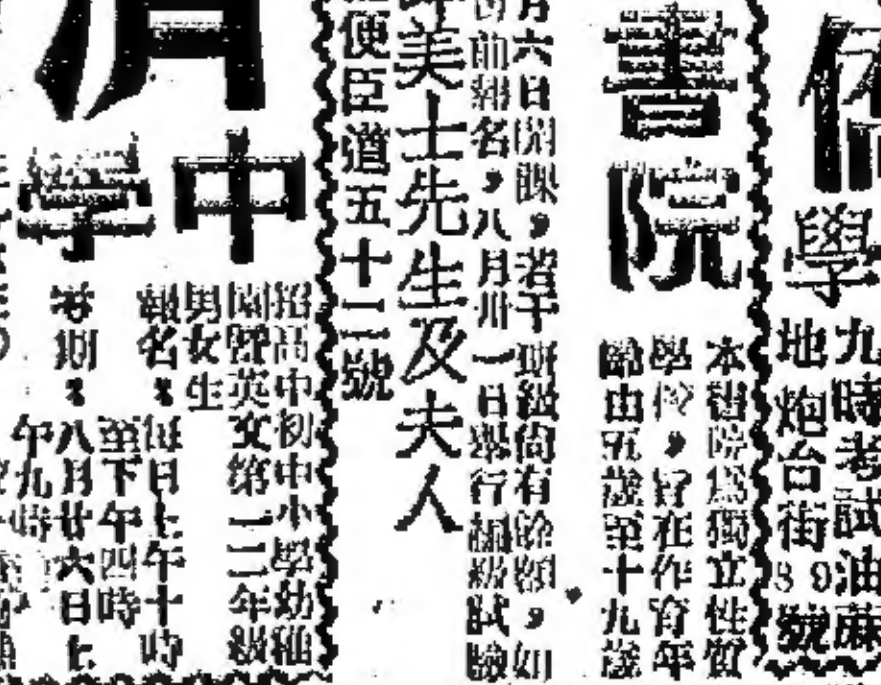 學
九時考試油蔴
地炮台街89號
書院
本書院為獨立性質
學校，旨在作育年
齡由五歲至十九歲
月六日開課，若干班級尚有餘額，如
前報名，八月卅一日舉行編級試驗
美士先生及夫人
便臣道五十二號
中學
招高中初中小學幼稚
園暨英文第一二年級
男女生
報名：每日上午十時
至下午四時
考期：八月廿六日上
午九時